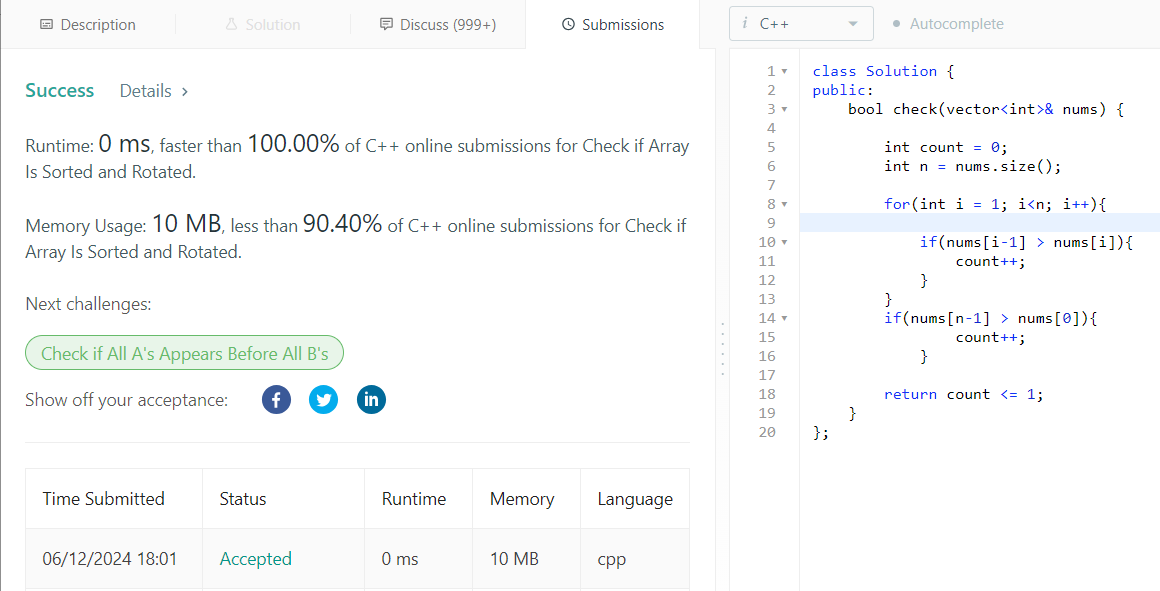 Description Solution Discuss (999+) Submissions
Success Details >
Runtime: 0 ms, faster than 100.00% of C++ online submissions for Check if Array
Is Sorted and Rotated.
Memory Usage: 10 MB, less than 90.40% of C++ online submissions for Check if
Array Is Sorted and Rotated.
Next challenges:
Check if All A's Appears Before All B's
Show off your acceptance:
Time Submitted Status Runtime Memory Language
06/12/2024 18:01 Accepted 0 ms 10 MB cpp
i C++ Autocomplete
1 class Solution {
2 public:
3     bool check(vector<int>& nums) {
4
5         int count = 0;
6         int n = nums.size();
7
8         for(int i = 1; i<n; i++){
9
10             if(nums[i-1] > nums[i]){
11                 count++;
12             }
13         }
14         if(nums[n-1] > nums[0]){
15                 count++;
16             }
17
18         return count <= 1;
19     }
20 };